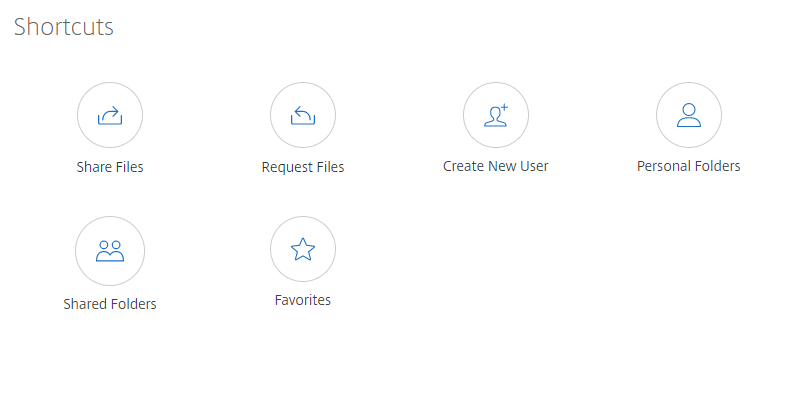 Shortcuts
Share Files
Request Files
Create New User
Personal Folders
Shared Folders
Favorites